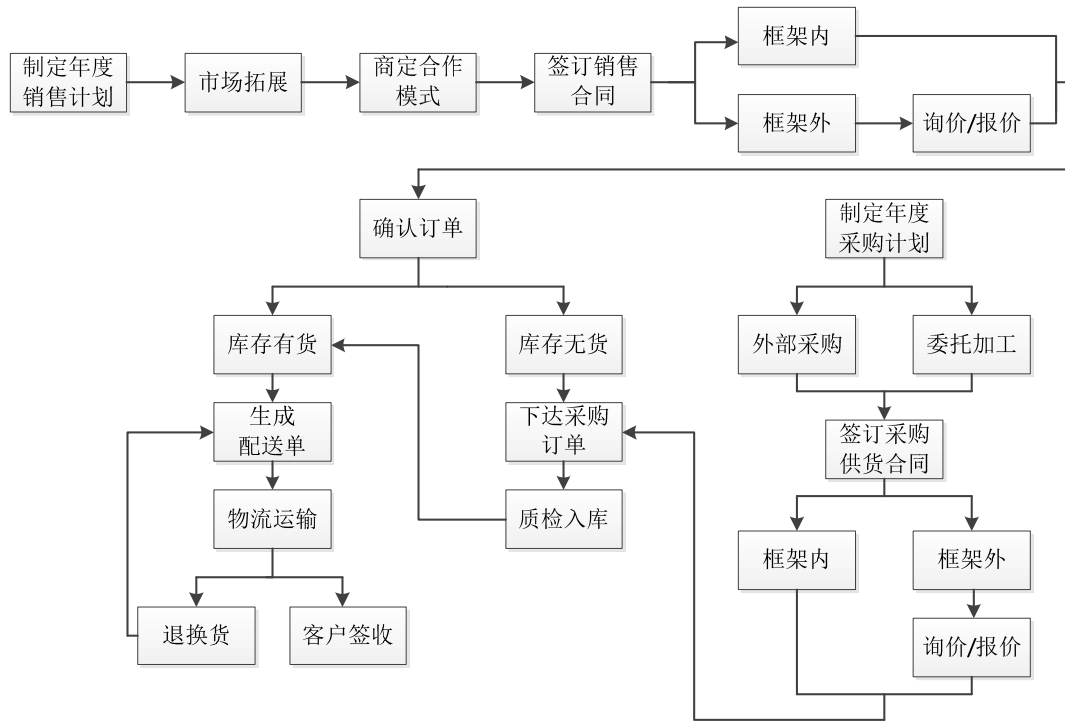 制定年度
销售计划
市场拓展
商定合作
模式
签订销售
合同
框架内
框架外
询价/报价
确认订单
制定年度
采购计划
库存有货
库存无货
外部采购
委托加工
生成
配送单
下达采购
订单
签订采购
供货合同
物流运输
质检入库
框架内
框架外
退换货
客户签收
询价/报价